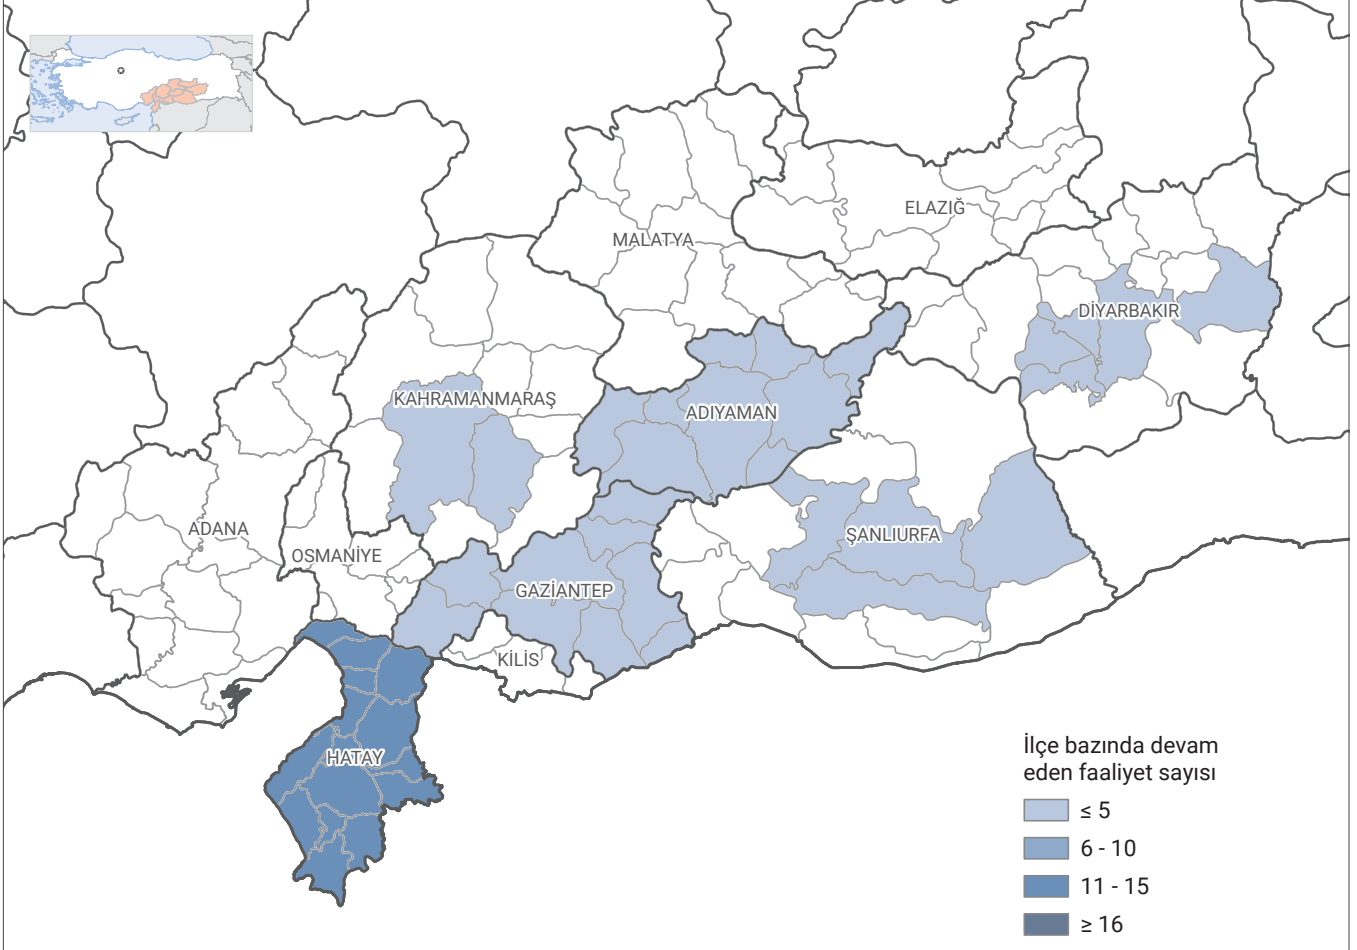 ELAZIĞ
MALATYA
DİYARBAKIR
KAHRAMANMARAŞ
ADIYAMAN
ADANA
OSMANİYE
ŞANLIURFA
GAZİANTEP
KİLİS
HATAY
İlçe bazında devam
eden faaliyet sayısı
≤ 5
6 - 10
11 - 15
≥ 16